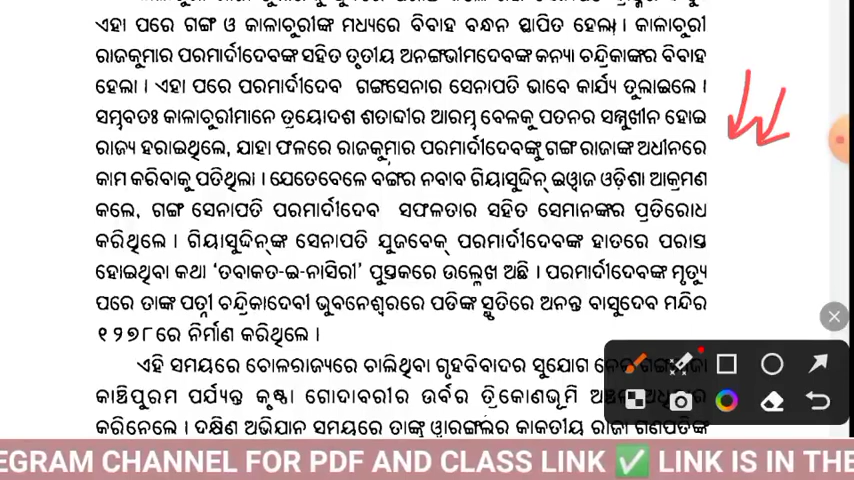 ଏହା ପରେ ଗଙ୍ଗ ଓ କାଳାଚୁରୀଙ୍କ ମଧ୍ୟରେ ବିବାହ ବନ୍ଧନ ସ୍ଥାପିତ ହେଲା। କାଳାଚୁରୀ
ରାଜକୁମାର ପରମାର୍ଦୀଦେବଙ୍କ ସହିତ ତୃତୀୟ ଅନଙ୍ଗଭୀମଦେବଙ୍କ କନ୍ୟା ଚନ୍ଦ୍ରିକାଙ୍କର ବିବାହ
ହେଲା । ଏହା ପରେ ପରମାର୍ଦୀଦେବ ଗଙ୍ଗସେନାର ସେନାପତି ଭାବେ କାର୍ଯ୍ୟ ତୁଲାଇଲେ ।
ସମ୍ଭବତଃ କାଳାଚୁରୀମାନେ ତ୍ରୟୋଦଶ ଶତାବ୍ଦୀର ଆରମ୍ଭ ବେଳକୁ ପତନର ସମ୍ମୁଖୀନ ହୋଇ
ରାଜ୍ୟ ହରାଇଥିଲେ, ଯାହା ଫଳରେ ରାଜକୁମାର ପରମାର୍ଦୀଦେବଙ୍କୁ ଗଙ୍ଗ ରାଜାଙ୍କ ଅଧୀନରେ
କାମ କରିବାକୁ ପଡିଥିଲା । ଯେତେବେଳେ ବଙ୍ଗର ନବାବ ଗିୟାସୁଦ୍ଦିନ୍ ଇୱାଜ ଓଡ଼ିଶା ଆକ୍ରମଣ
କଲେ, ଗଙ୍ଗ ସେନାପତି ପରମାର୍ଦୀଦେବ ସଫଳତାର ସହିତ ସେମାନଙ୍କର ପ୍ରତିରୋଧ
କରିଥିଲେ । ଗିୟାସୁଦ୍ଦିନ୍‌ଙ୍କ ସେନାପତି ଯୁଜବେକ୍ ପରମାର୍ଦୀଦେବଙ୍କ ହାତରେ ପରାସ୍ତ
ହୋଇଥିବା କଥା ‘ତବାକତ-ଇ-ନାସିରୀ’ ପୁସ୍ତକରେ ଉଲ୍ଲେଖ ଅଛି । ପରମାର୍ଦୀଦେବଙ୍କ ମୃତ୍ୟୁ
ପରେ ତାଙ୍କ ପତ୍ନୀ ଚନ୍ଦ୍ରିକାଦେବୀ ଭୁବନେଶ୍ୱରରେ ପତିଙ୍କ ସ୍ମୃତିରେ ଅନନ୍ତ ବାସୁଦେବ ମନ୍ଦିର
୧୨୭୮ରେ ନିର୍ମାଣ କରିଥିଲେ ।
ଏହି ସମୟରେ ଚୋଳରାଜ୍ୟରେ ଚାଲିଥିବା ଗୃହବିବାଦର ସୁଯୋଗ
କାଞ୍ଚିପୁରମ ପର୍ଯ୍ୟନ୍ତ କୃଷ୍ଣା ଗୋଦାବରୀର ଉର୍ବର ତ୍ରିକୋଣଭୂମି
କରିନେଲେ । ଦକ୍ଷିଣ ଅଭିଯାନ ସମୟରେ ତାଙ୍କୁ ୱାରଙ୍ଗଲର କାକତୀୟ ରାଜା ଗଣପତିଙ୍କ
EGRAM CHANNEL FOR PDF AND CLASS LINK ✅ LINK IS IN THE